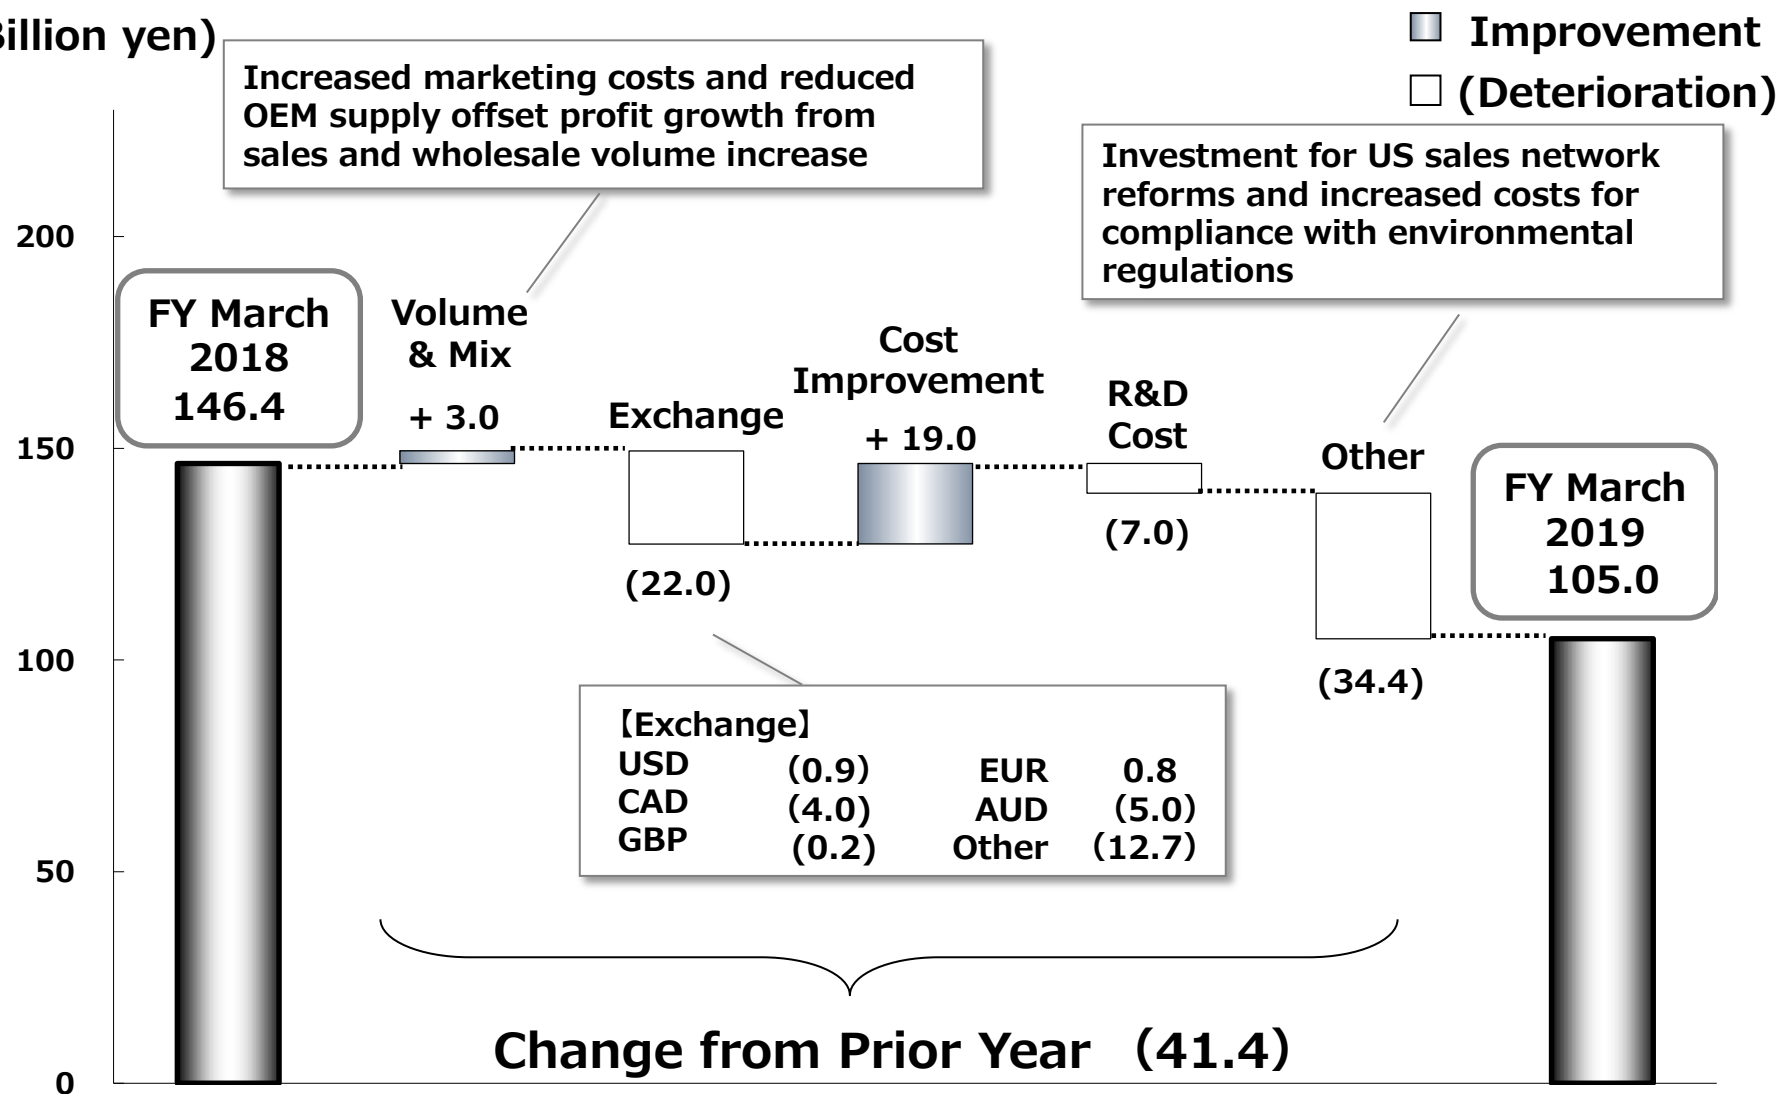 Billion yen)
Improvement
(Deterioration)
Increased marketing costs and reduced
OEM supply offset profit growth from
sales and wholesale volume increase
Investment for US sales network
reforms and increased costs for
compliance with environmental
regulations
200
150
100
50
0
FY March
2018
146.4
Volume
& Mix
+ 3.0
Exchange
(22.0)
Cost
Improvement
+ 19.0
R&D
Cost
(7.0)
Other
(34.4)
FY March
2019
105.0
【Exchange】
USD (0.9) EUR 0.8
CAD (4.0) AUD (5.0)
GBP (0.2) Other (12.7)
Change from Prior Year (41.4)